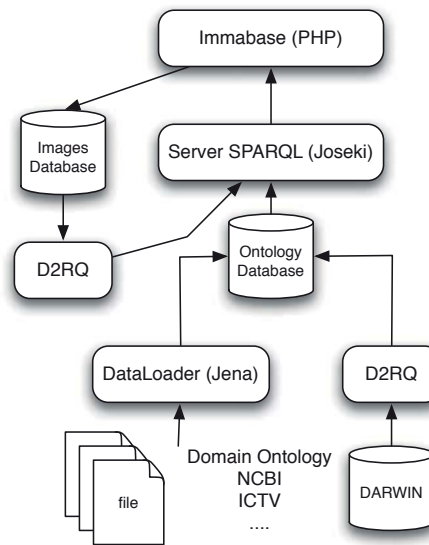 Immabase (PHP)
Images
Database
Server SPARQL (Joseki)
D2RQ
Ontology
Database
DataLoader (Jena)
D2RQ
file
Domain Ontology
NCBI
ICTV
....
DARWIN